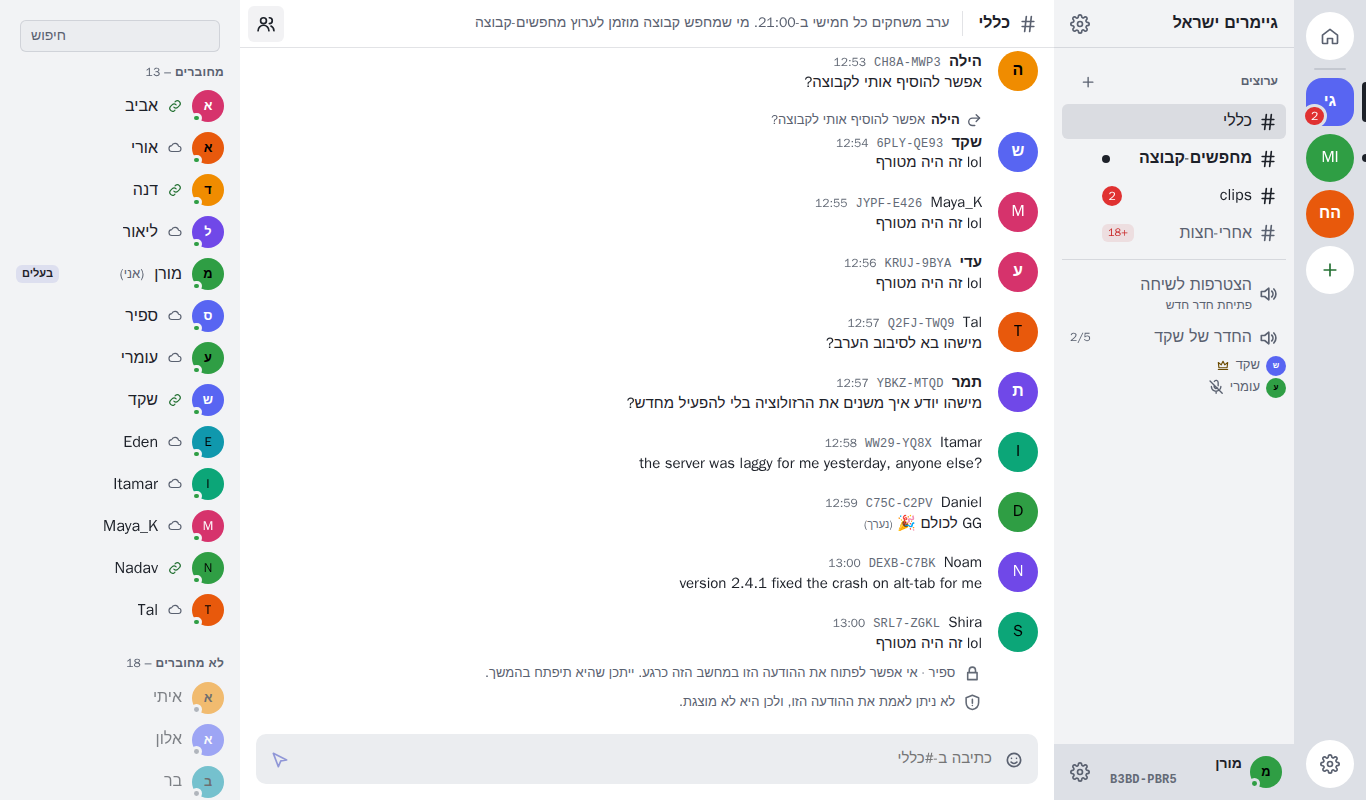 גי
2
MI
הח
גיימרים ישראל
ערוצים
כללי
מחפשים-קבוצה
clips
2
אחרי-חצות
18+
הצטרפות לשיחה
פתיחת חדר חדש
החדר של שקד
2/5
ש שקד
ע עומרי
מ מורן
B3BD-PBR5
# כללי
ערב משחקים כל חמישי ב-21:00. מי שמחפש קבוצה מוזמן לערוץ מחפשים-קבוצה
ה
הילה CH8A-MWP3 12:53
אפשר להוסיף אותי לקבוצה?
הילה אפשר להוסיף אותי לקבוצה?
ש
שקד 6PLY-QE93 12:54
lol זה היה מטורף
M
Maya_K JYPF-E426 12:55
lol זה היה מטורף
ע
עדי KRUJ-9BYA 12:56
lol זה היה מטורף
T
Tal Q2FJ-TWQ9 12:57
מישהו בא לסיבוב הערב?
ת
תמר YBKZ-MTQD 12:57
מישהו יודע איך משנים את הרזולוציה בלי להפעיל מחדש?
I
Itamar WW29-YQ8X 12:58
the server was laggy for me yesterday, anyone else?
D
Daniel C75C-C2PV 12:59
GG לכולם 🎉 (נערך)
N
Noam DEXB-C7BK 13:00
version 2.4.1 fixed the crash on alt-tab for me
S
Shira SRL7-ZGKL 13:00
lol זה היה מטורף
ספיר · אי אפשר לפתוח את ההודעה הזו במחשב הזה כרגע. ייתכן שהיא תיפתח בהמשך.
לא ניתן לאמת את ההודעה הזו, ולכן היא לא מוצגת.
כתיבה ב-#כללי
חיפוש
מחוברים – 13
א אביב
א אורי
ד דנה
ל ליאור
מ מורן (אני) בעלים
ס ספיר
ע עומרי
ש שקד
E Eden
I Itamar
M Maya_K
N Nadav
T Tal
לא מחוברים – 18
א איתי
א אלון
ב בר